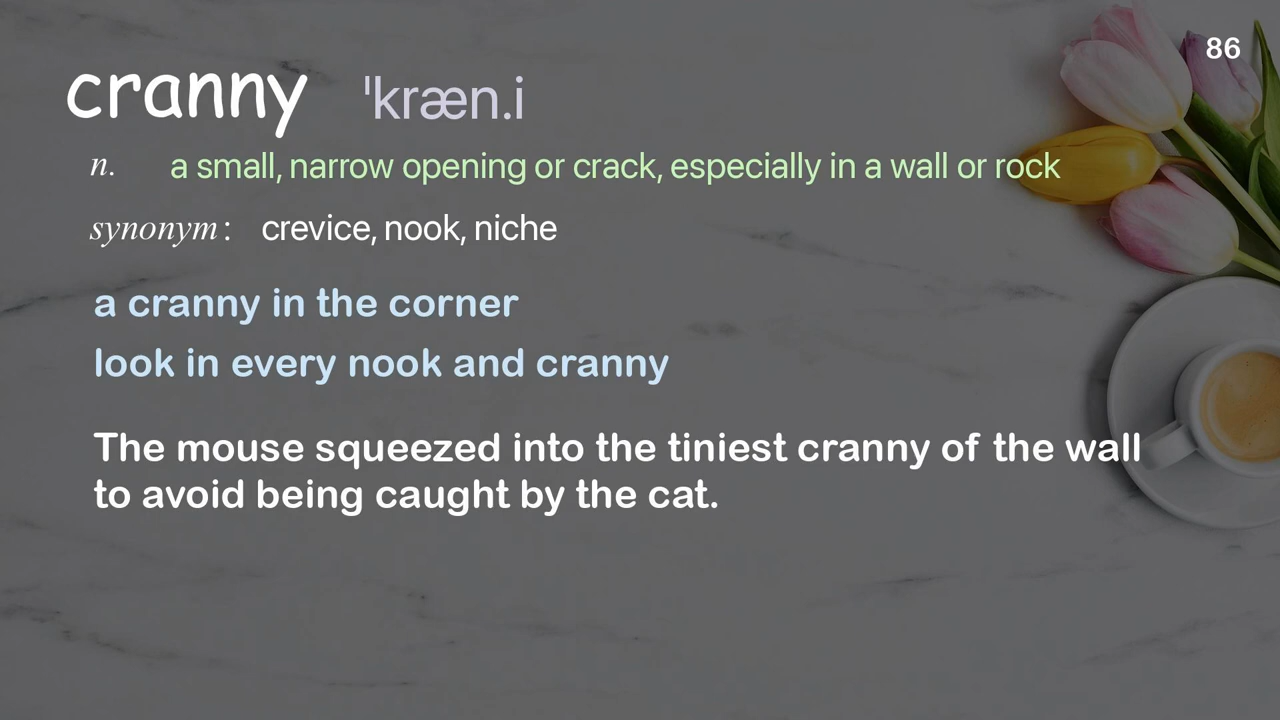 86
cranny ˈkræn.i
n. a small, narrow opening or crack, especially in a wall or rock
synonym: crevice, nook, niche
a cranny in the corner
look in every nook and cranny
The mouse squeezed into the tiniest cranny of the wall
to avoid being caught by the cat.